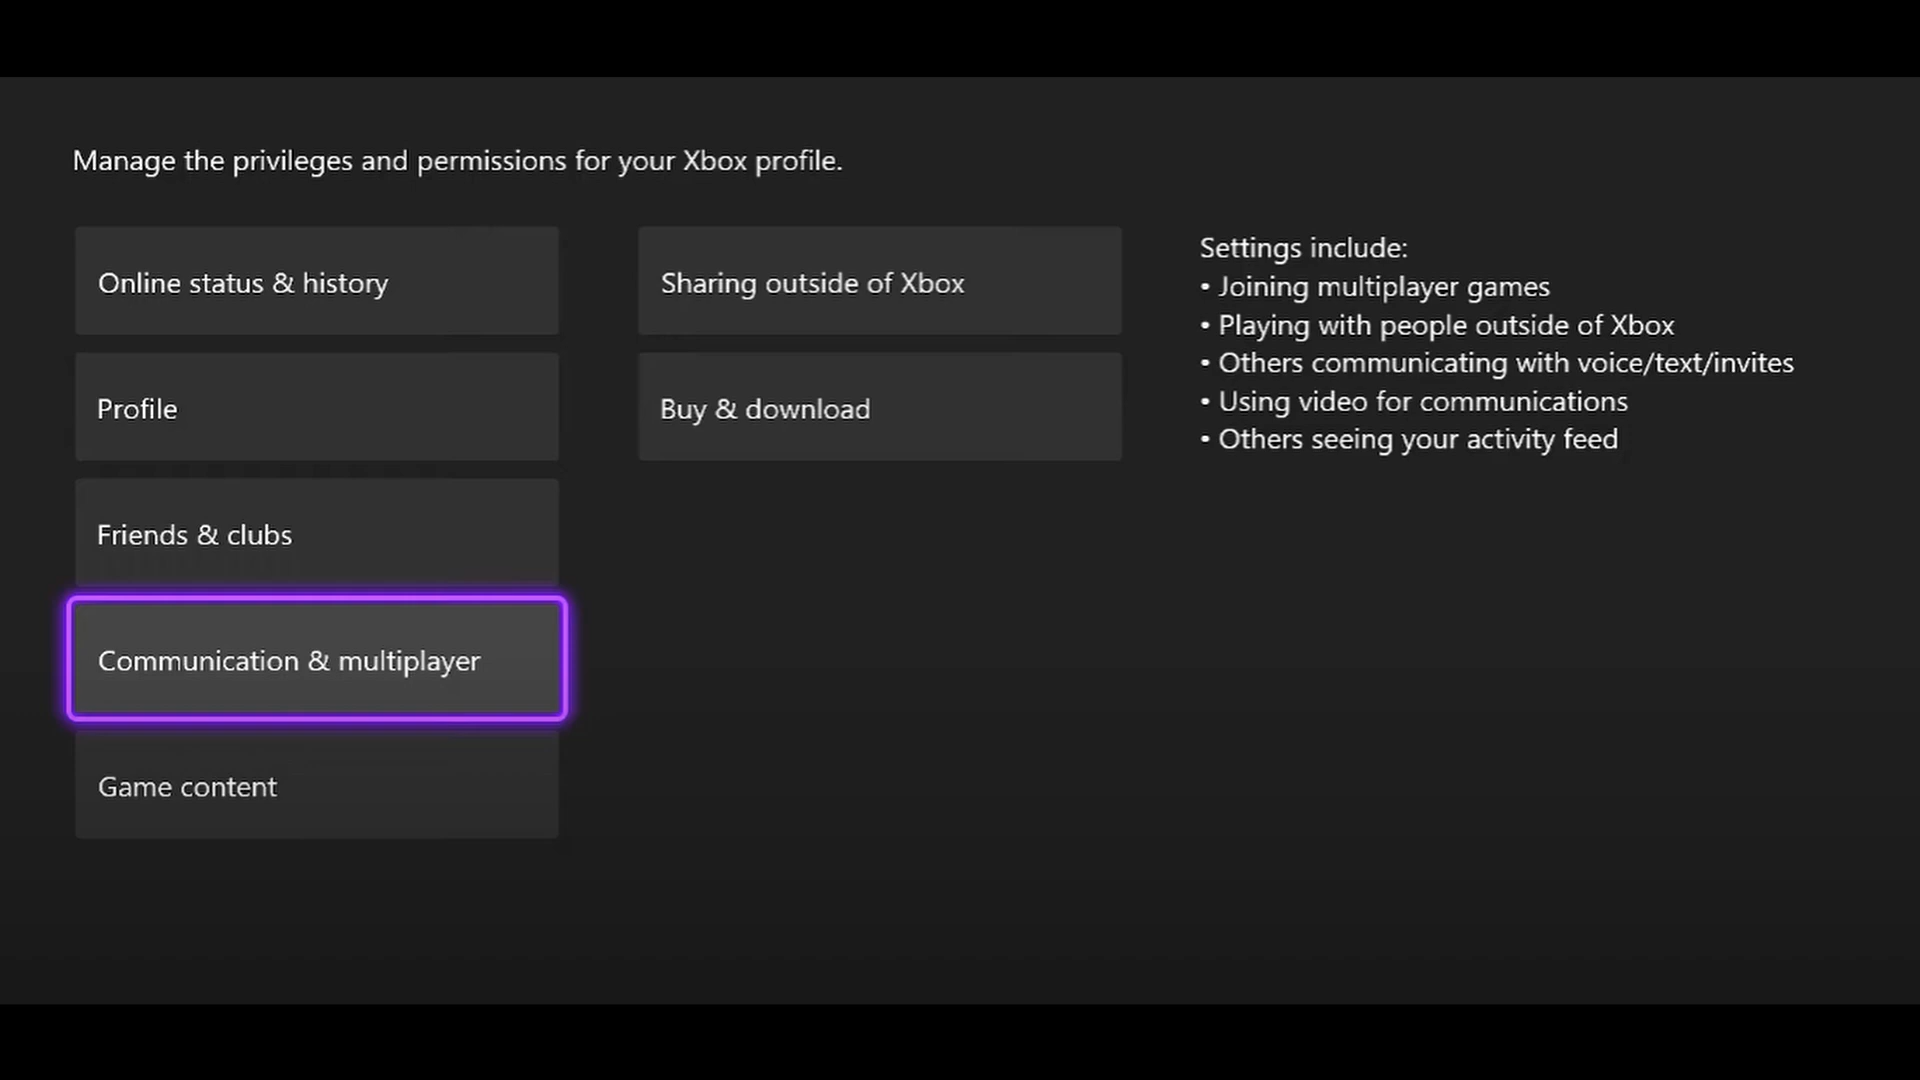 Manage the privileges and permissions for your Xbox profile.
Online status & history
Profile
Friends & clubs
Communication & multiplayer
Game content
Sharing outside of Xbox
Buy & download
Settings include:
• Joining multiplayer games
• Playing with people outside of Xbox
• Others communicating with voice/text/invites
• Using video for communications
• Others seeing your activity feed